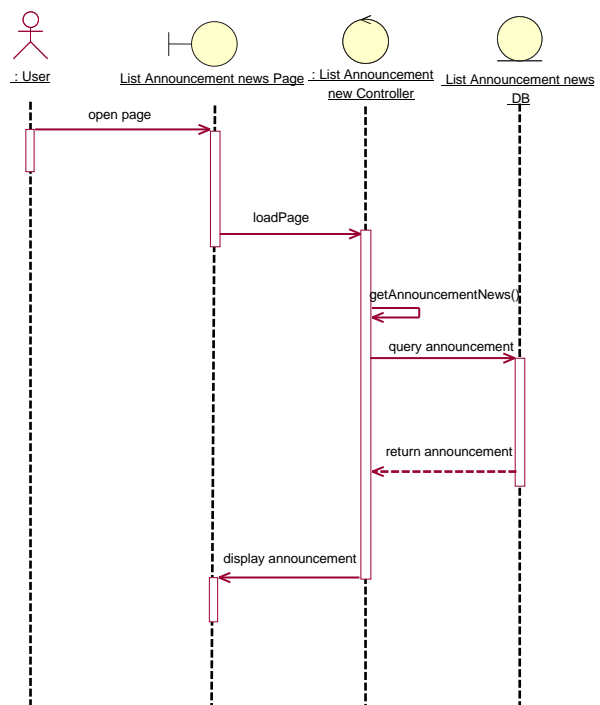 : User
List Announcement news Page
: List Announcement
new Controller
List Announcement news
DB
open page
loadPage
getAnnouncementNews()
query announcement
return announcement
display announcement